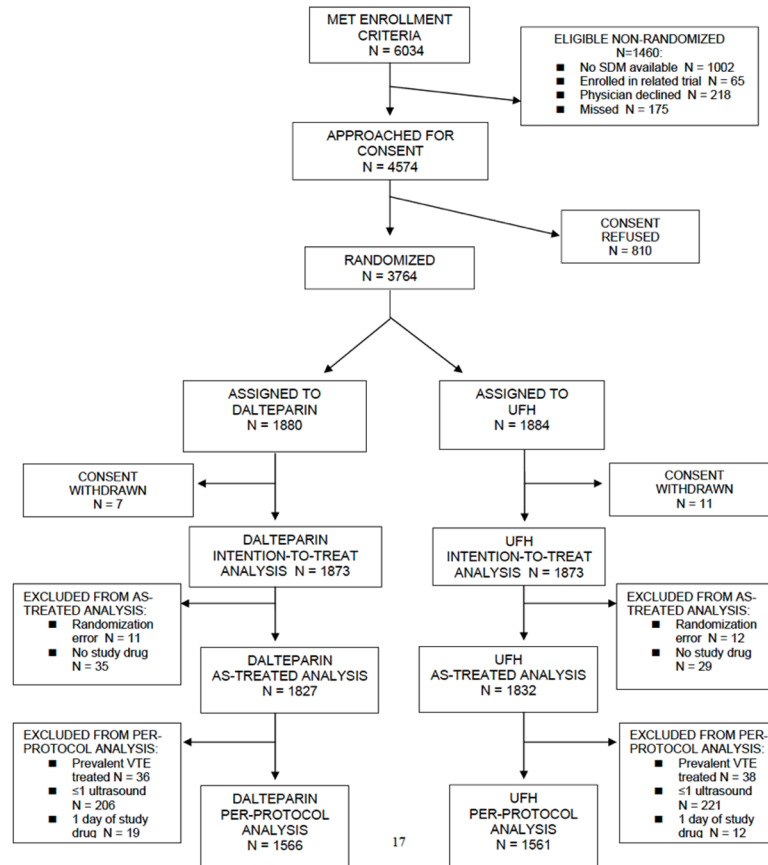 MET ENROLLMENT
CRITERIA
N = 6034
ELIGIBLE NON-RANDOMIZED
N=1460:
■ No SDM available N = 1002
■ Enrolled in related trial N = 65
■ Physician declined N = 218
■ Missed N = 175
APPROACHED FOR
CONSENT
N = 4574
CONSENT
REFUSED
N = 810
RANDOMIZED
N = 3764
ASSIGNED TO
DALTEPARIN
N = 1880
ASSIGNED TO
UFH
N = 1884
CONSENT
WITHDRAWN
N = 7
CONSENT
WITHDRAWN
N = 11
DALTEPARIN
INTENTION-TO-TREAT
ANALYSIS N = 1873
UFH
INTENTION-TO-TREAT
ANALYSIS N = 1873
EXCLUDED FROM AS-
TREATED ANALYSIS:
■ Randomization
error N = 11
■ No study drug
N = 35
EXCLUDED FROM AS-
TREATED ANALYSIS:
■ Randomization
error N = 12
■ No study drug
N = 29
DALTEPARIN
AS-TREATED ANALYSIS
N = 1827
UFH
AS-TREATED ANALYSIS
N = 1832
EXCLUDED FROM PER-
PROTOCOL ANALYSIS:
■ Prevalent VTE
treated N = 36
■ ≤1 ultrasound
N = 206
■ 1 day of study
drug N = 19
EXCLUDED FROM PER-
PROTOCOL ANALYSIS:
■ Prevalent VTE
treated N = 38
■ ≤1 ultrasound
N = 221
■ 1 day of study
drug N = 12
DALTEPARIN
PER-PROTOCOL
ANALYSIS
N = 1566
UFH
PER-PROTOCOL
ANALYSIS
N = 1561
17